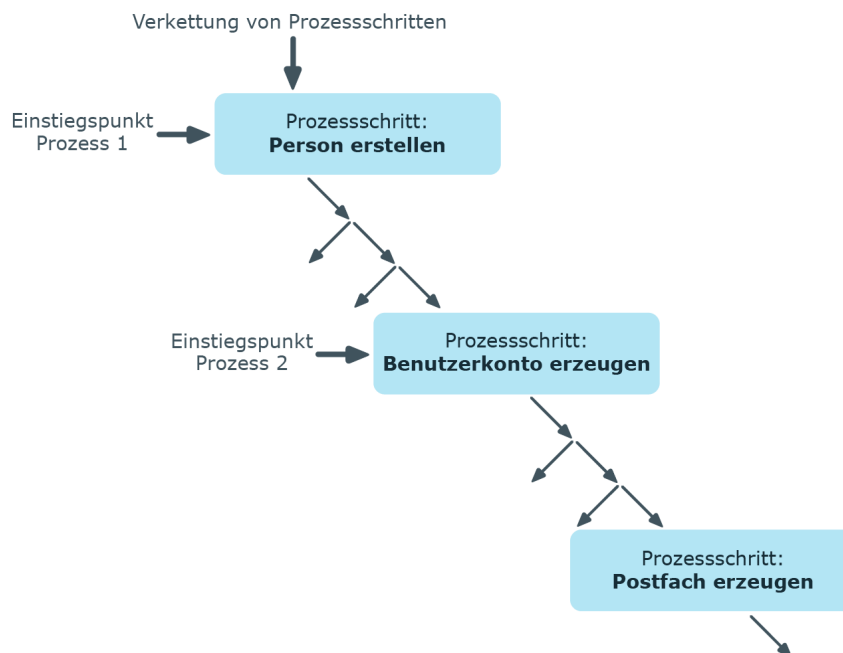 Verkettung von Prozessschritten
Einstiegspunkt
Prozess 1
Prozessschritt:
Person erstellen
Einstiegspunkt
Prozess 2
Prozessschritt:
Benutzerkonto erzeugen
Prozessschritt:
Postfach erzeugen